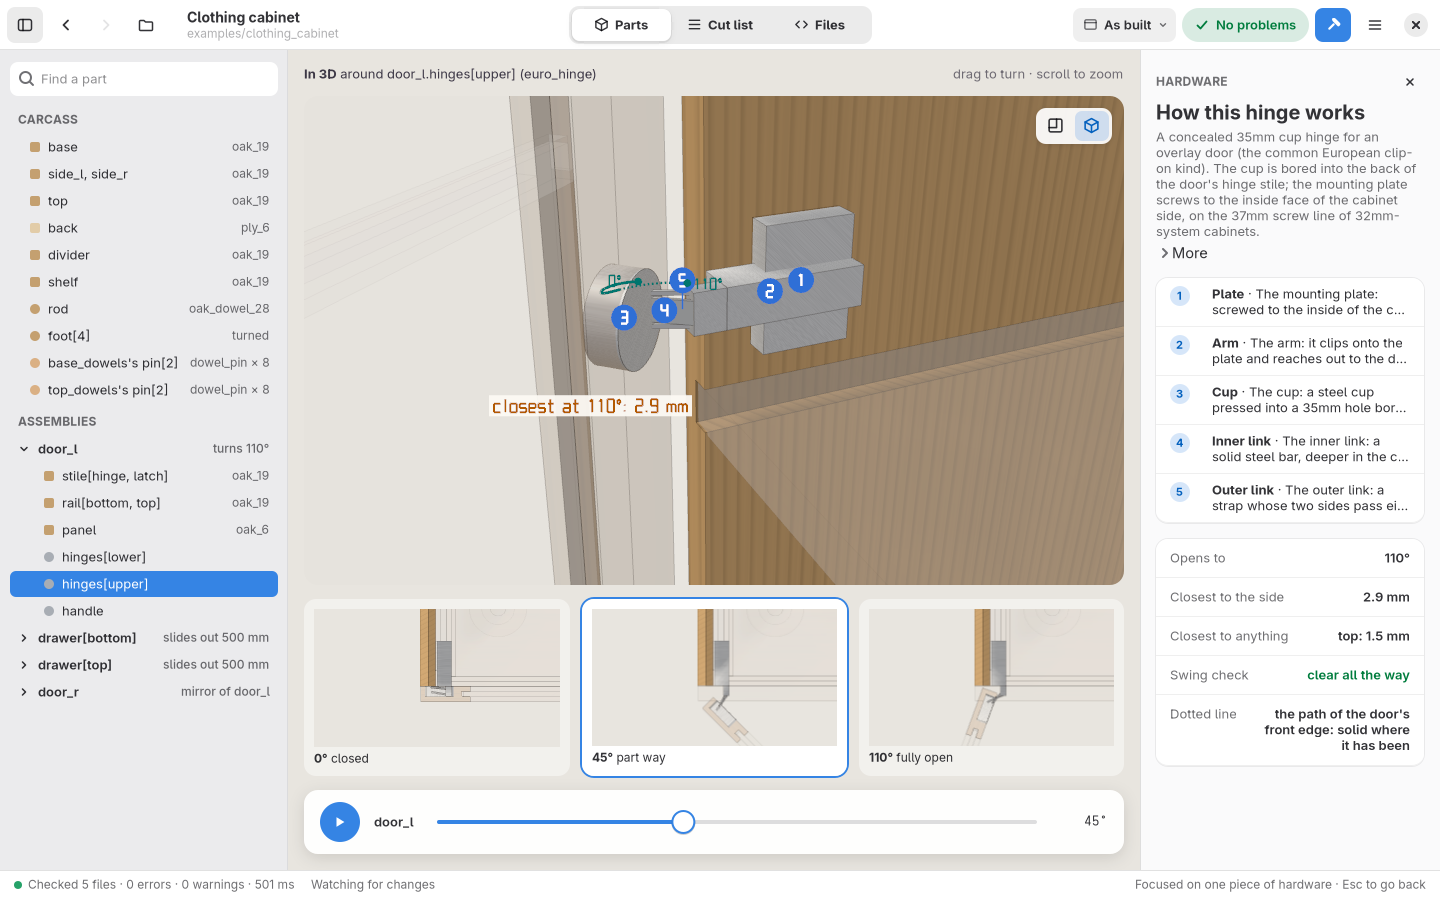 Clothing cabinet
examples/clothing_cabinet
Parts
Cut list
Files
As built
No problems
Find a part
CARCASS
base oak_19
side_l, side_r oak_19
top oak_19
back ply_6
divider oak_19
shelf oak_19
rod oak_dowel_28
foot[4] turned
base_dowels's pin[2] dowel_pin × 8
top_dowels's pin[2] dowel_pin × 8
ASSEMBLIES
door_l turns 110°
stile[hinge, latch] oak_19
rail[bottom, top] oak_19
panel oak_6
hinges[lower]
hinges[upper]
handle
drawer[bottom] slides out 500 mm
drawer[top] slides out 500 mm
door_r mirror of door_l
In 3D around door_l.hinges[upper] (euro_hinge)
drag to turn · scroll to zoom
0° 5 110°
1
2
4
3
closest at 110°: 2.9 mm
0° closed
45° part way
110° fully open
door_l
45°
HARDWARE
How this hinge works
A concealed 35mm cup hinge for an
overlay door (the common European clip-
on kind). The cup is bored into the back of
the door's hinge stile; the mounting plate
screws to the inside face of the cabinet
side, on the 37mm screw line of 32mm-
system cabinets.
More
1 Plate · The mounting plate:
screwed to the inside of the c...
2 Arm · The arm: it clips onto the
plate and reaches out to the d...
3 Cup · The cup: a steel cup
pressed into a 35mm hole bor...
4 Inner link · The inner link: a
solid steel bar, deeper in the c...
5 Outer link · The outer link: a
strap whose two sides pass ei...
Opens to 110°
Closest to the side 2.9 mm
Closest to anything top: 1.5 mm
Swing check clear all the way
Dotted line the path of the door's
front edge: solid where
it has been
Checked 5 files · 0 errors · 0 warnings · 501 ms
Watching for changes
Focused on one piece of hardware · Esc to go back